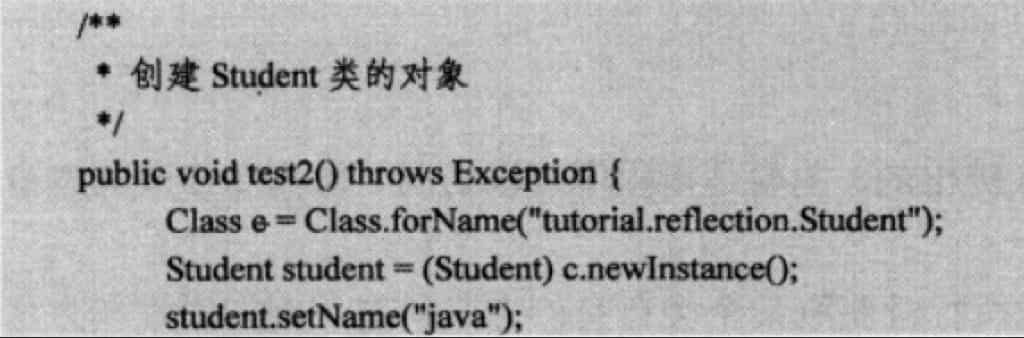 /**
* 创建 Student 类的对象
*/
public void test2() throws Exception {
Class c = Class.forName("tutorial.reflection.Student");
Student student = (Student) c.newInstance();
student.setName("java");